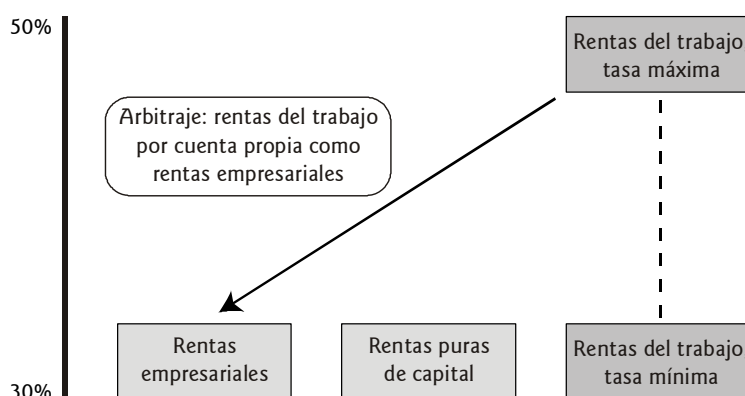 50%
Rentas del trabajo
tasa máxima
Arbitraje: rentas del trabajo
por cuenta propia como
rentas empresariales
Rentas
empresariales
Rentas puras
de capital
Rentas del trabajo
tasa mínima
30%